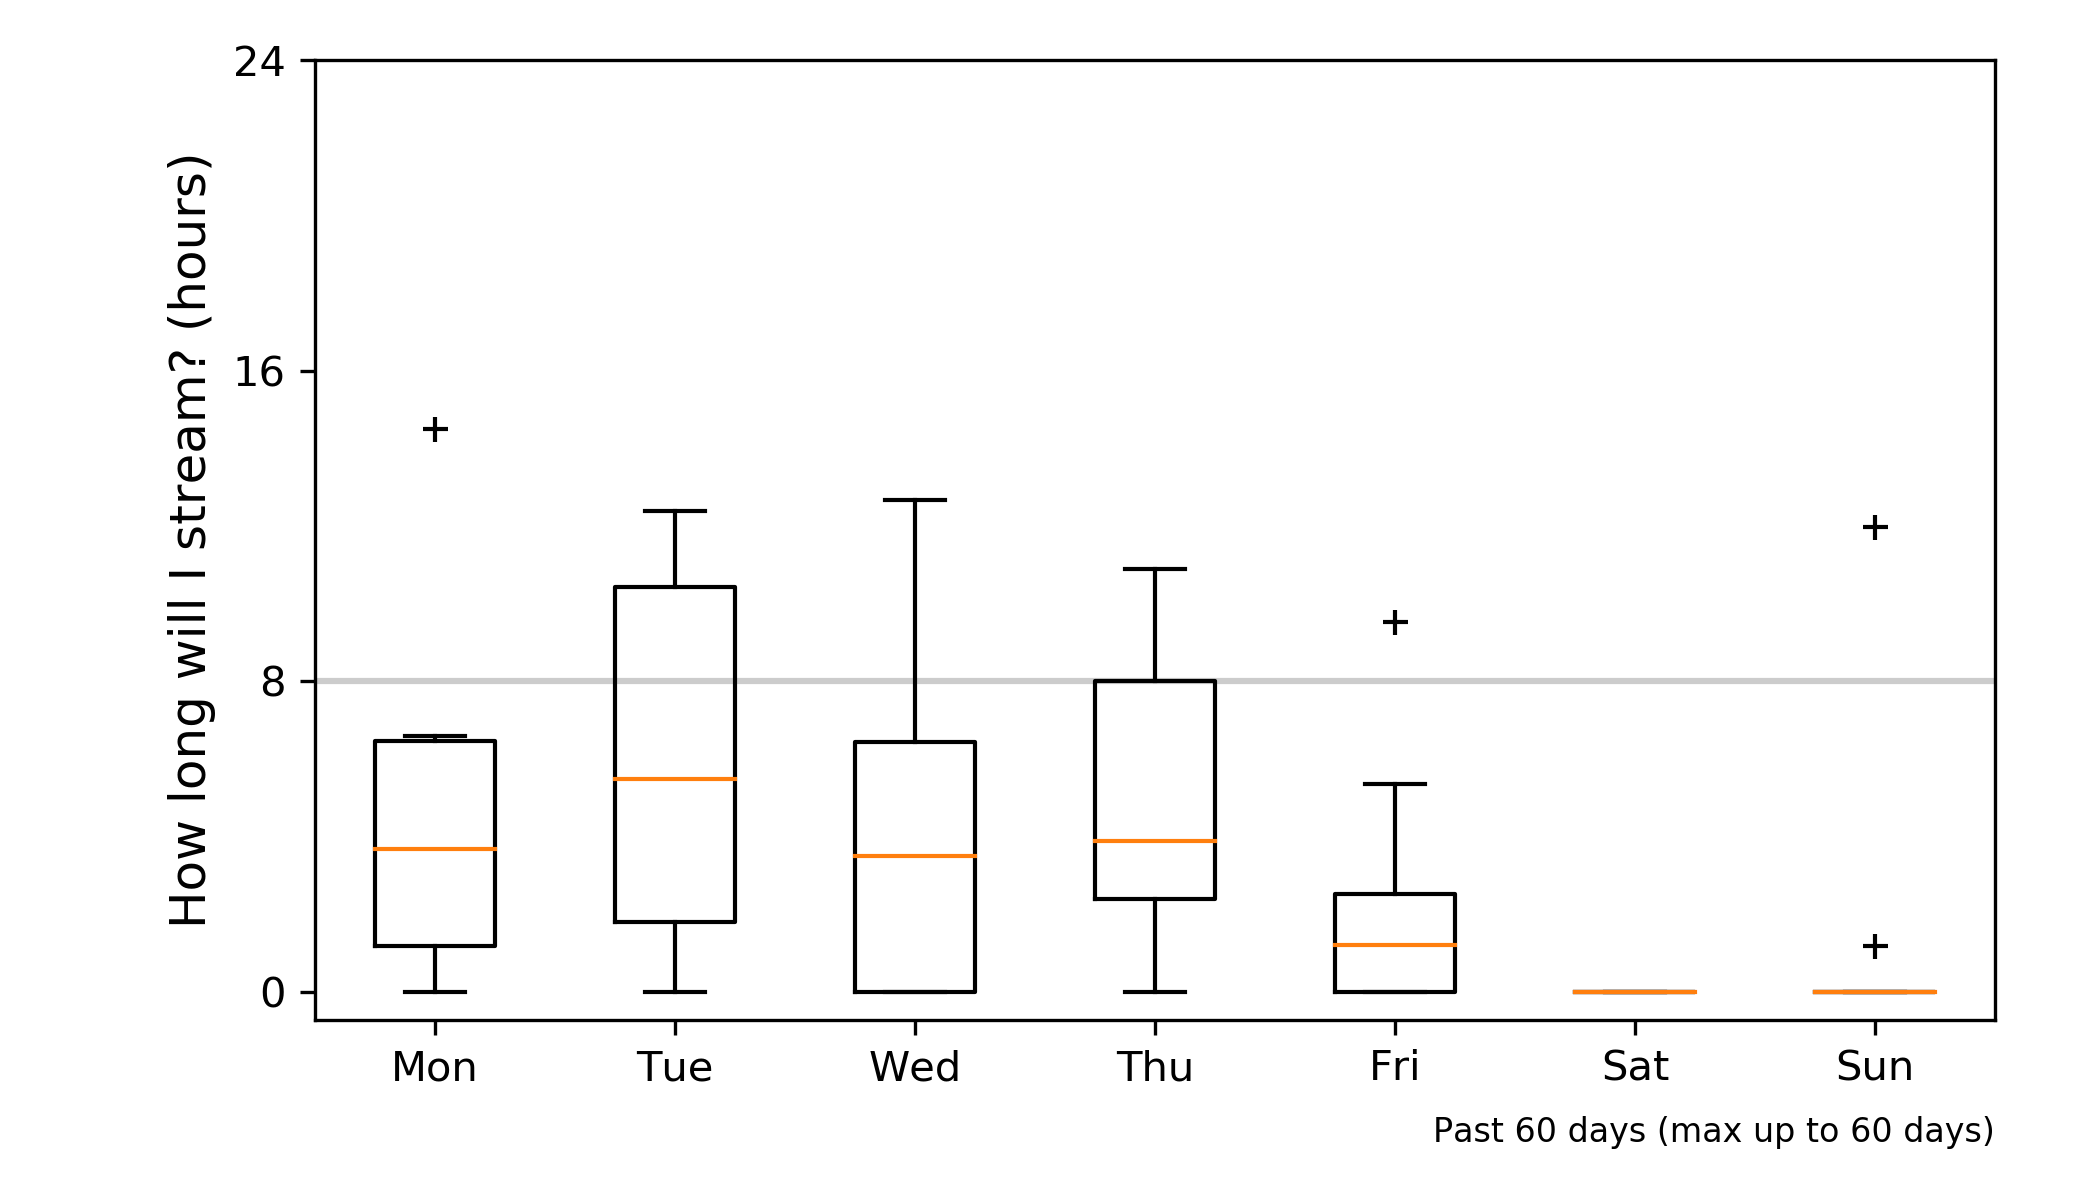 How long will I stream? (hours)
24
16
8
0
Mon Tue Wed Thu Fri Sat Sun
Past 60 days (max up to 60 days)